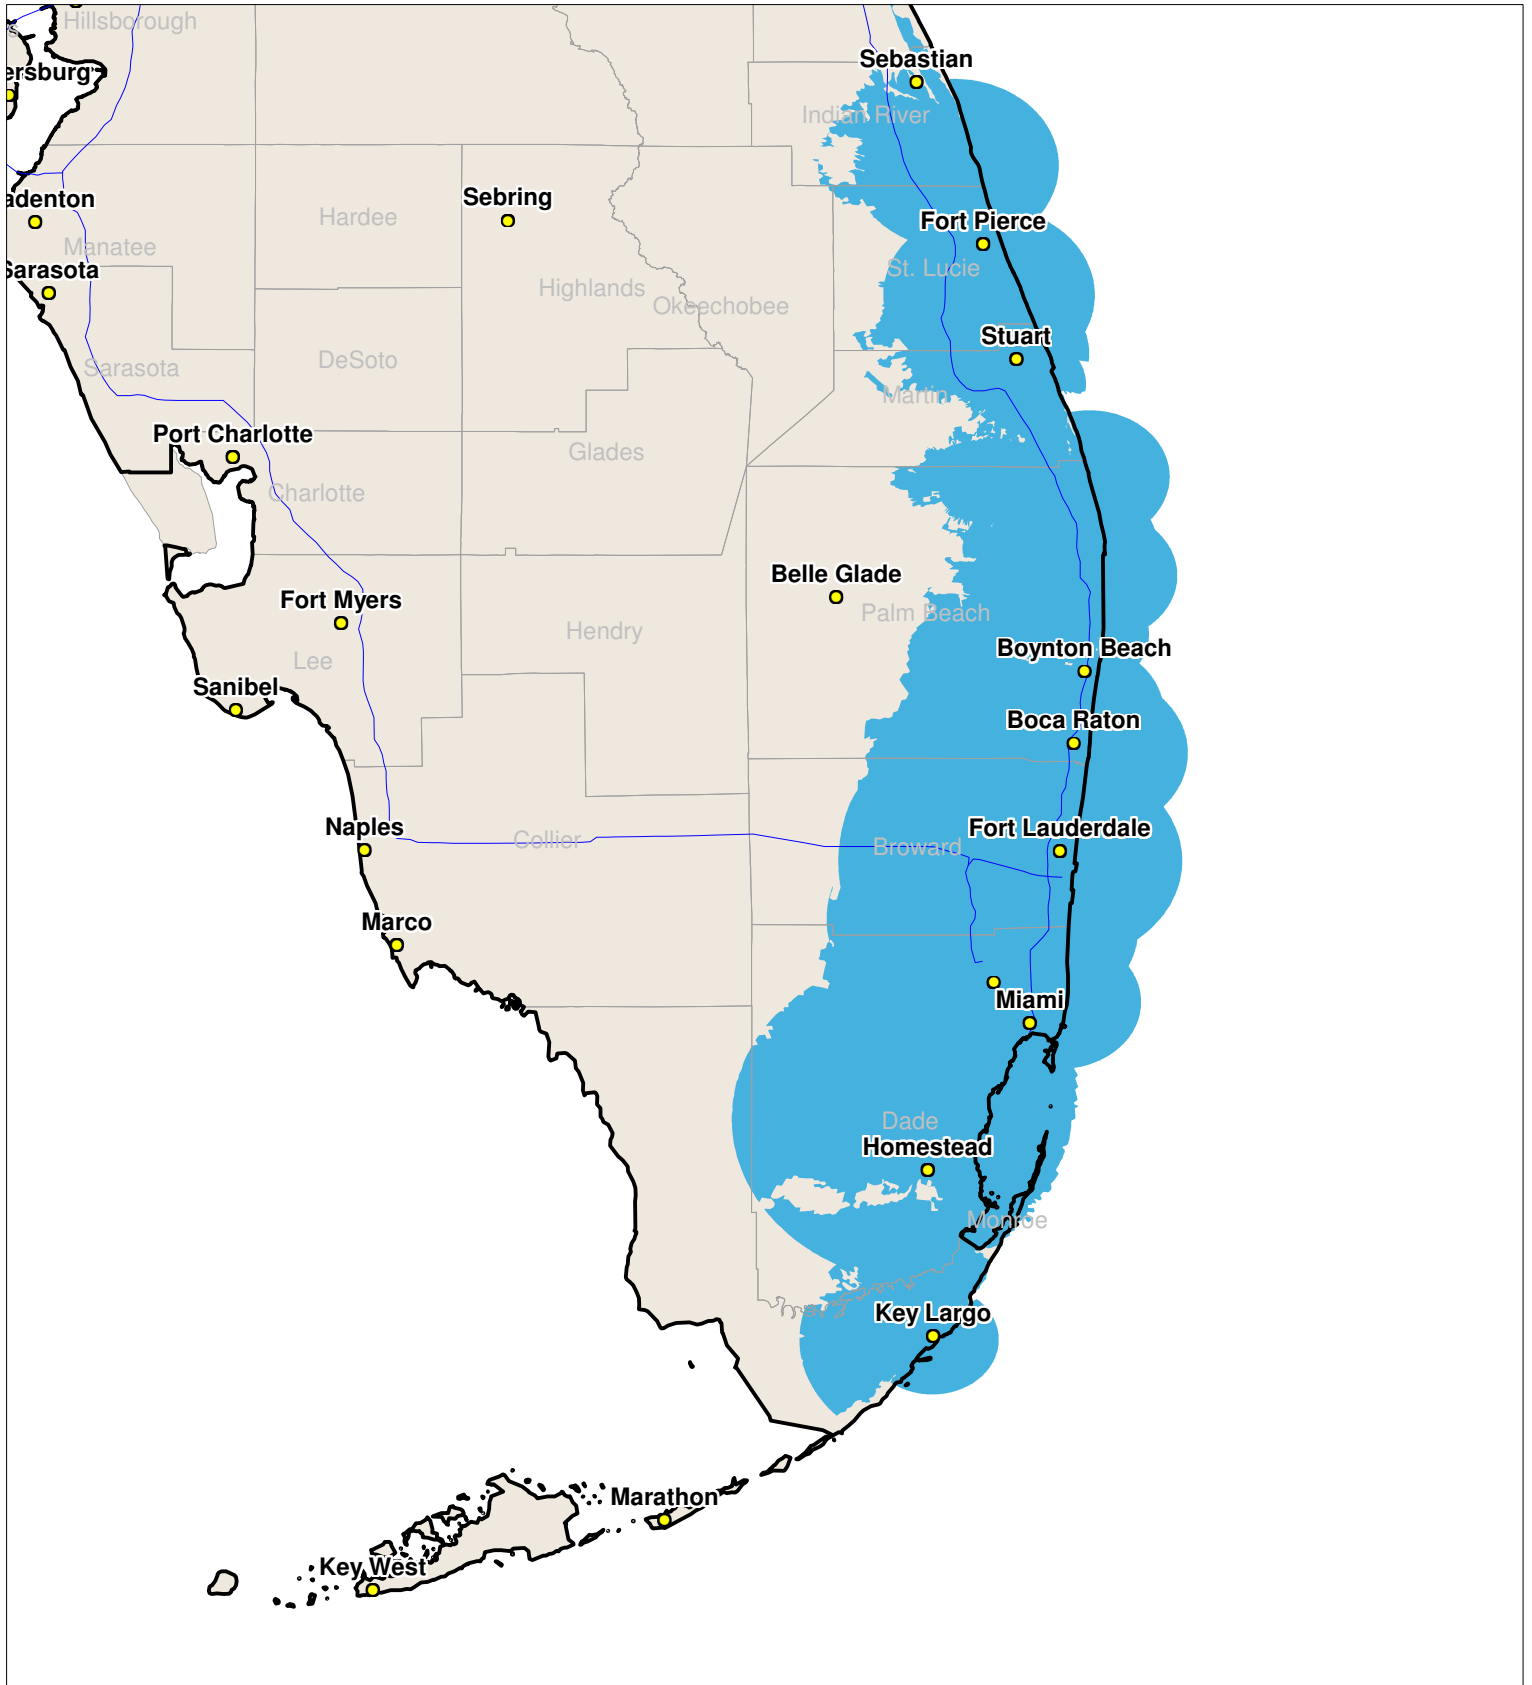 Hillsborough
Sebastian
ersburg
Indian River
Sebring
adenton
Hardee
Fort Pierce
Manatee
Sarasota
St. Lucie
Highlands
Okeechobee
Stuart
DeSoto
Sarasota
Martin
Port Charlotte
Glades
Charlotte
Belle Glade
Fort Myers
Palm Beach
Hendry
Boynton Beach
Lee
Sanibel
Boca Raton
Naples
Fort Lauderdale
Collier
Broward
Marco
Miami
Dade
Homestead
Monroe
Key Largo
Marathon
Key West